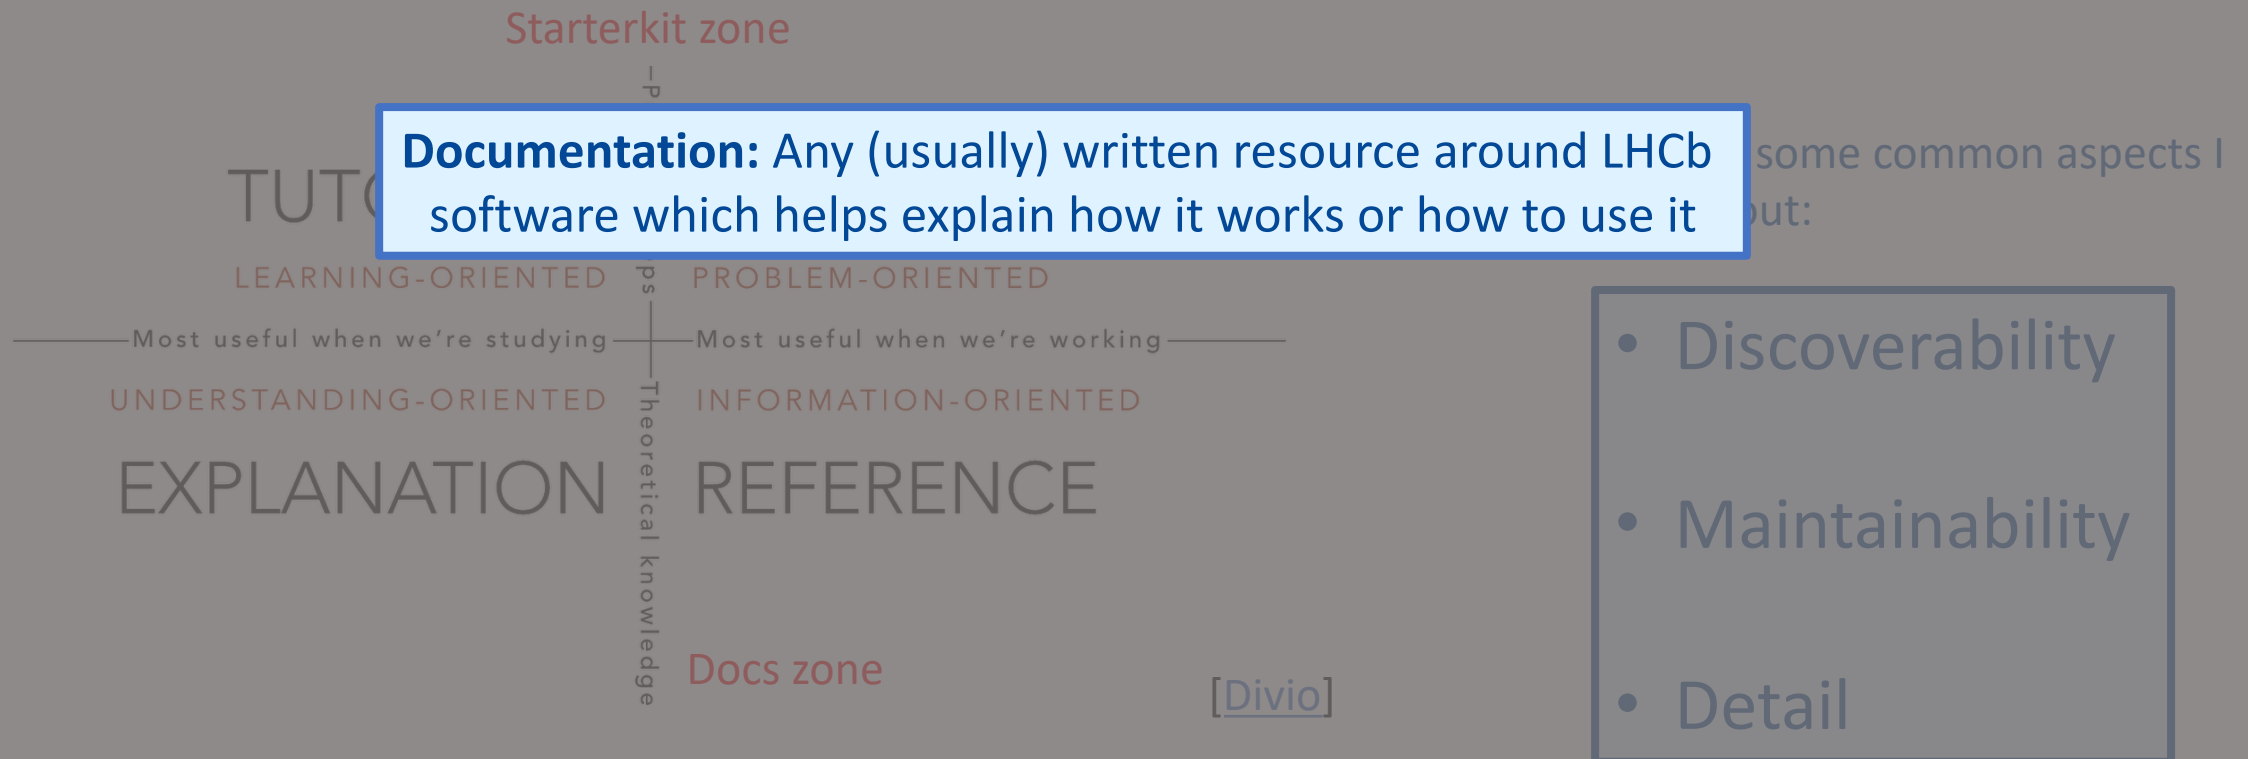 Starterkit zone
Documentation: Any (usually) written resource around LHCb
software which helps explain how it works or how to use it
some common aspects I
LEARNING-ORIENTED
PROBLEM-ORIENTED
Most useful when we're studying
Most useful when we're working
UNDERSTANDING-ORIENTED
INFORMATION-ORIENTED
EXPLANATION
REFERENCE
Theoretical knowledge
Docs zone
[Divio]
• Discoverability
• Maintainability
• Detail